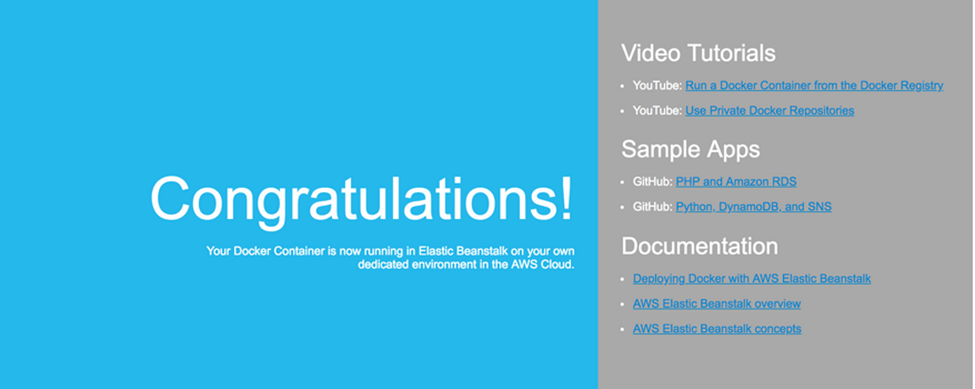 Congratulations!
Your Docker Container is now running in Elastic Beanstalk on your own
dedicated environment in the AWS Cloud.
Video Tutorials
• YouTube: Run a Docker Container from the Docker Registry
• YouTube: Use Private Docker Repositories
Sample Apps
• GitHub: PHP and Amazon RDS
• GitHub: Python, DynamoDB, and SNS
Documentation
• Deploying Docker with AWS Elastic Beanstalk
• AWS Elastic Beanstalk overview
• AWS Elastic Beanstalk concepts